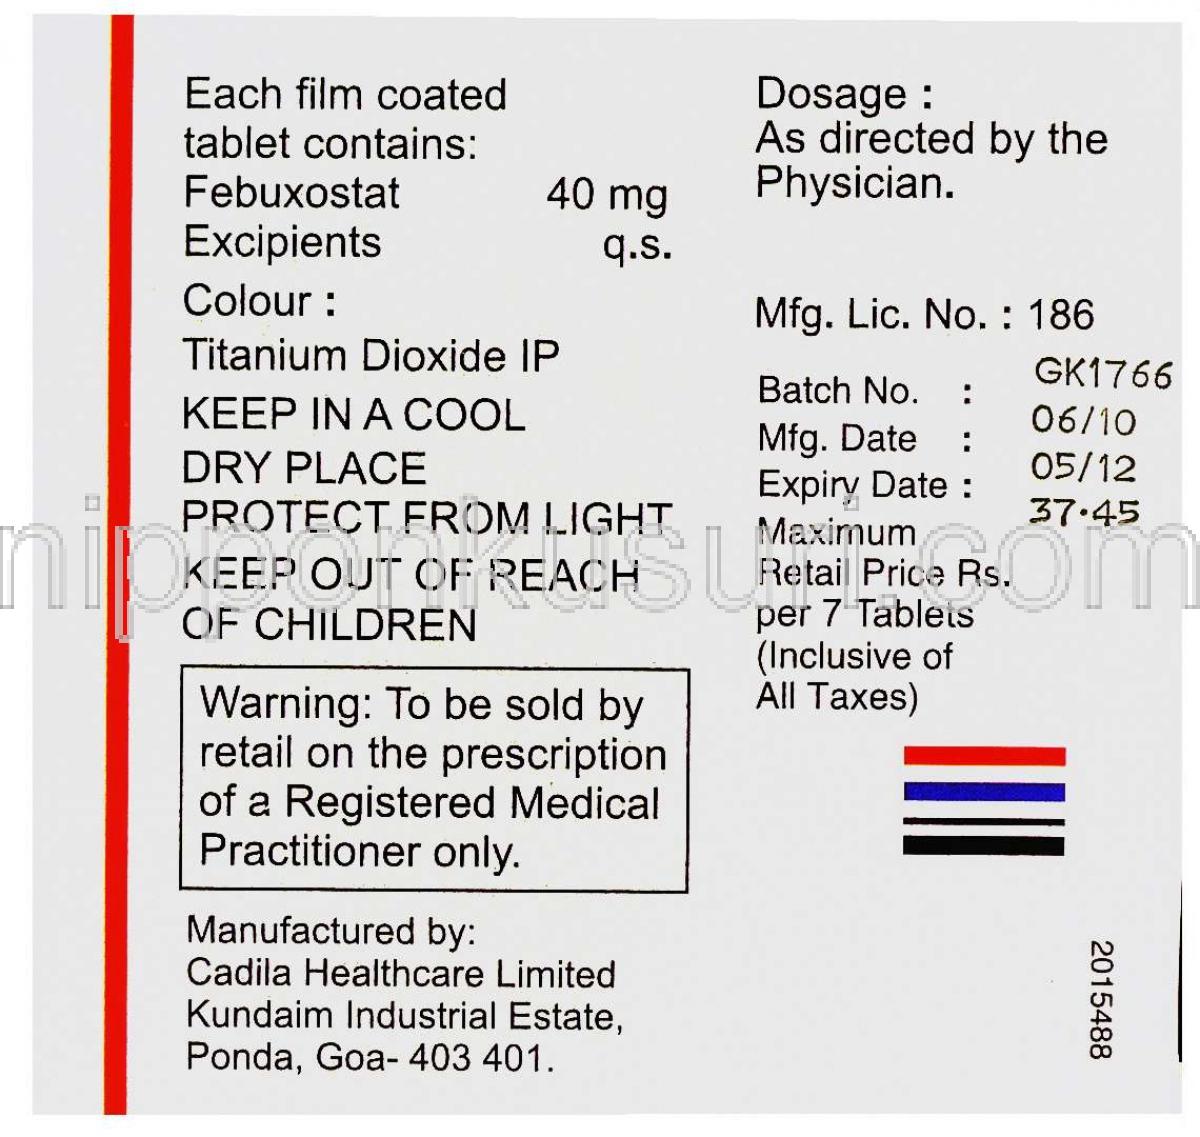 Each film coated
tablet contains:
Febuxostat 40 mg
Excipients q.s.
Colour :
Titanium Dioxide IP
KEEP IN A COOL
DRY PLACE
PROTECT FROM LIGHT
KEEP OUT OF REACH
OF CHILDREN
Warning: To be sold by
retail on the prescription
of a Registered Medical
Practitioner only.
Manufactured by:
Cadila Healthcare Limited
Kundaim Industrial Estate,
Ponda, Goa- 403 401.
Dosage :
As directed by the
Physician.
Mfg. Lic. No. : 186
Batch No. : GK1766
Mfg. Date : 06/10
Expiry Date : 05/12
Maximum 37.45
Retail Price Rs.
per 7 Tablets
(Inclusive of
All Taxes)
2015488
nipponkusuri.com